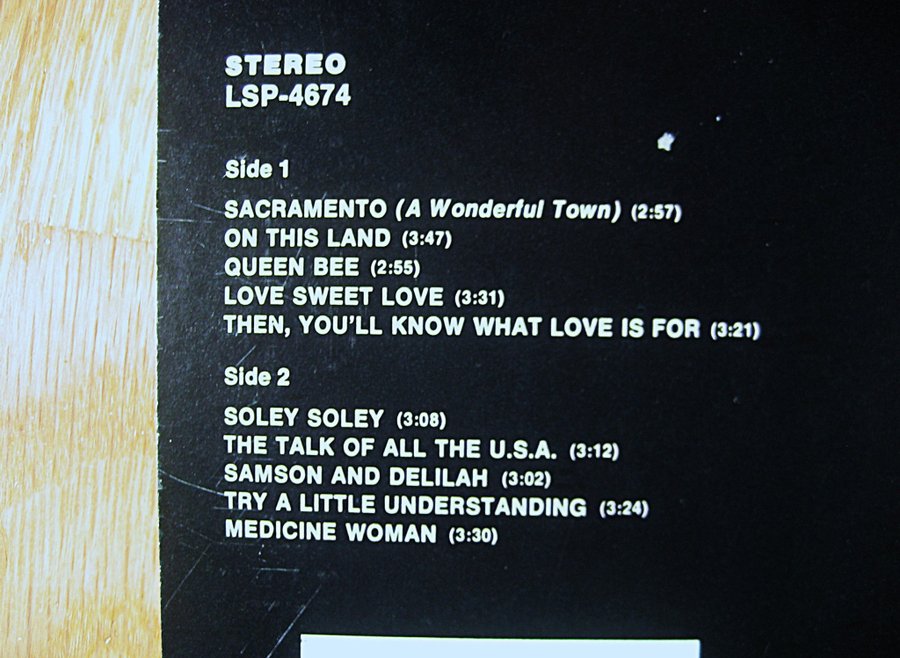 STEREO
LSP-4674
Side 1
SACRAMENTO (A Wonderful Town) (2:57)
ON THIS LAND (3:47)
QUEEN BEE (2:55)
LOVE SWEET LOVE (3:31)
THEN, YOU'LL KNOW WHAT LOVE IS FOR (3:21)
Side 2
SOLEY SOLEY (3:08)
THE TALK OF ALL THE U.S.A. (3:12)
SAMSON AND DELILAH (3:02)
TRY A LITTLE UNDERSTANDING (3:24)
MEDICINE WOMAN (3:30)